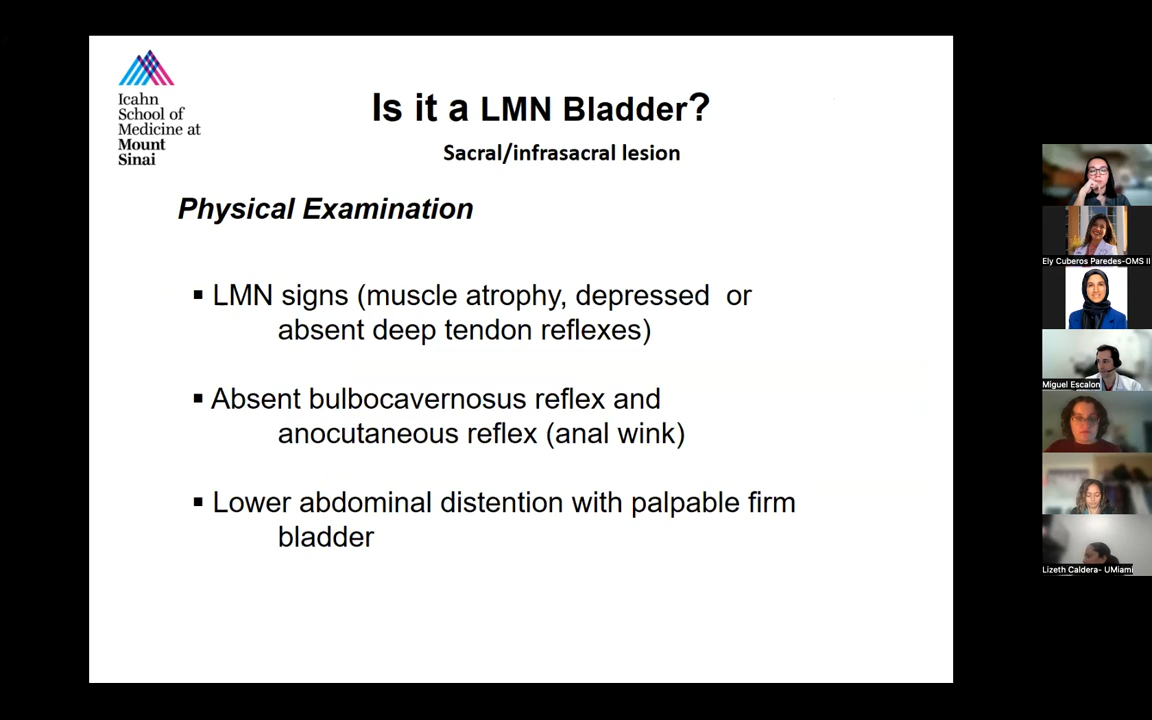 Icahn
School of
Medicine at
Mount
Sinai
Is it a LMN Bladder?
Sacral/infrasacral lesion
Physical Examination
▪ LMN signs (muscle atrophy, depressed or
absent deep tendon reflexes)
▪ Absent bulbocavernosus reflex and
anocutaneous reflex (anal wink)
▪ Lower abdominal distention with palpable firm
bladder
Ely Cuberos Paredes-OMS II
Miguel Escalon
Lizeth Caldera- UMiami